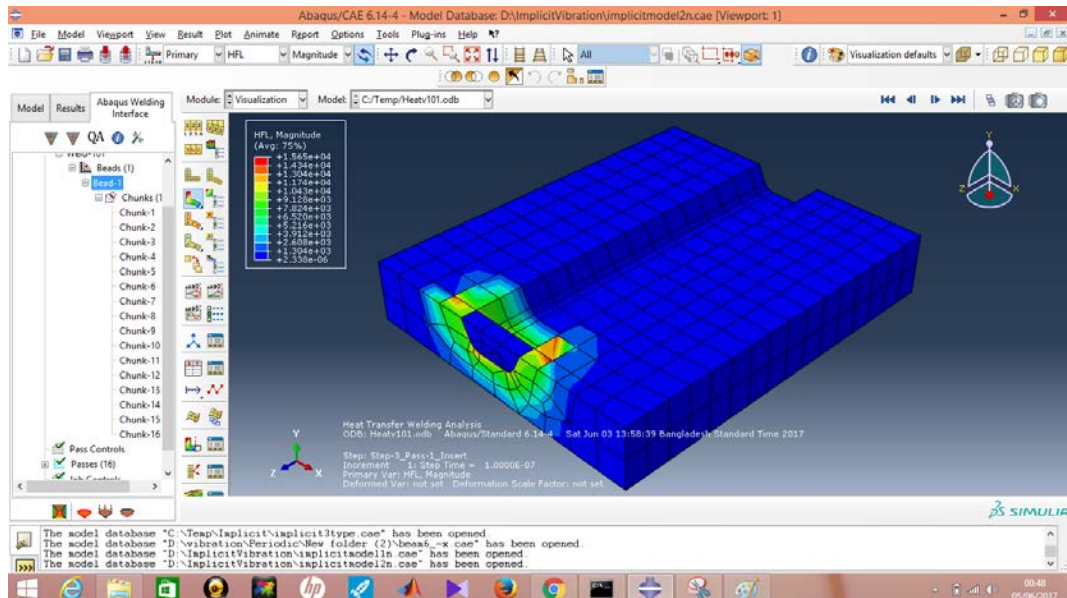 Abaqus/CAE 6.14-4 - Model Database: D:\ImplicitVibration\implicitmodel2n.cae [Viewport: 1]
File Model Viewport View Result Plot Animate Report Options Tools Plug-ins Help
Primary HFL Magnitude All Visualization defaults
Model Results Abaqus Welding Interface
Module: Visualization Model: C:/Temp/Heatv101.odb
QA
Weld-101
Beads (1)
Bead-1
Chunks (1
Chunk-1
Chunk-2
Chunk-3
Chunk-4
Chunk-5
Chunk-6
Chunk-7
Chunk-8
Chunk-9
Chunk-10
Chunk-11
Chunk-12
Chunk-13
Chunk-14
Chunk-15
Chunk-16
Pass Controls
Passes (16)
Job Controls
HFL, Magnitude
(Avg: 75%)
+1.565e+04
+1.434e+04
+1.304e+04
+1.174e+04
+1.043e+04
+9.128e+03
+7.824e+03
+6.520e+03
+5.216e+03
+3.912e+03
+2.608e+03
+1.304e+03
+2.338e-06
Y
Z X
Y
Z X
Heat Transfer Welding Analysis
ODB: Heatv101.odb Abaqus/Standard 6.14-4 Sat Jun 03 13:58:39 Bangladesh Standard Time 2017
Step: Step-3_Pass-1_Insert
Increment 1: Step Time = 1.0000E-07
Primary Var: HFL, Magnitude
Deformed Var: not set Deformation Scale Factor: not set
SIMULIA
The model database "C:\Temp\Implicit\implicit3type.cae" has been opened.
The model database "D:\vibration\Periodic\New folder (2)\beam6_-x.cae" has been opened.
The model database "D:\ImplicitVibration\implicitmodel1n.cae" has been opened.
The model database "D:\ImplicitVibration\implicitmodel2n.cae" has been opened.
hp
00:48
05/06/2017